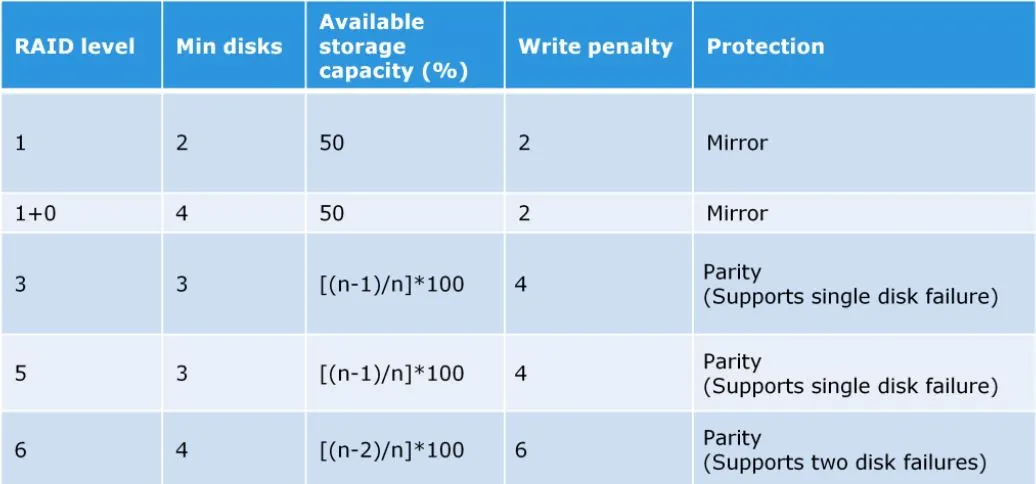 RAID level Min disks Available storage capacity (%) Write penalty Protection
1 2 50 2 Mirror
1+0 4 50 2 Mirror
3 3 [(n-1)/n]*100 4 Parity
(Supports single disk failure)
5 3 [(n-1)/n]*100 4 Parity
(Supports single disk failure)
6 4 [(n-2)/n]*100 6 Parity
(Supports two disk failures)